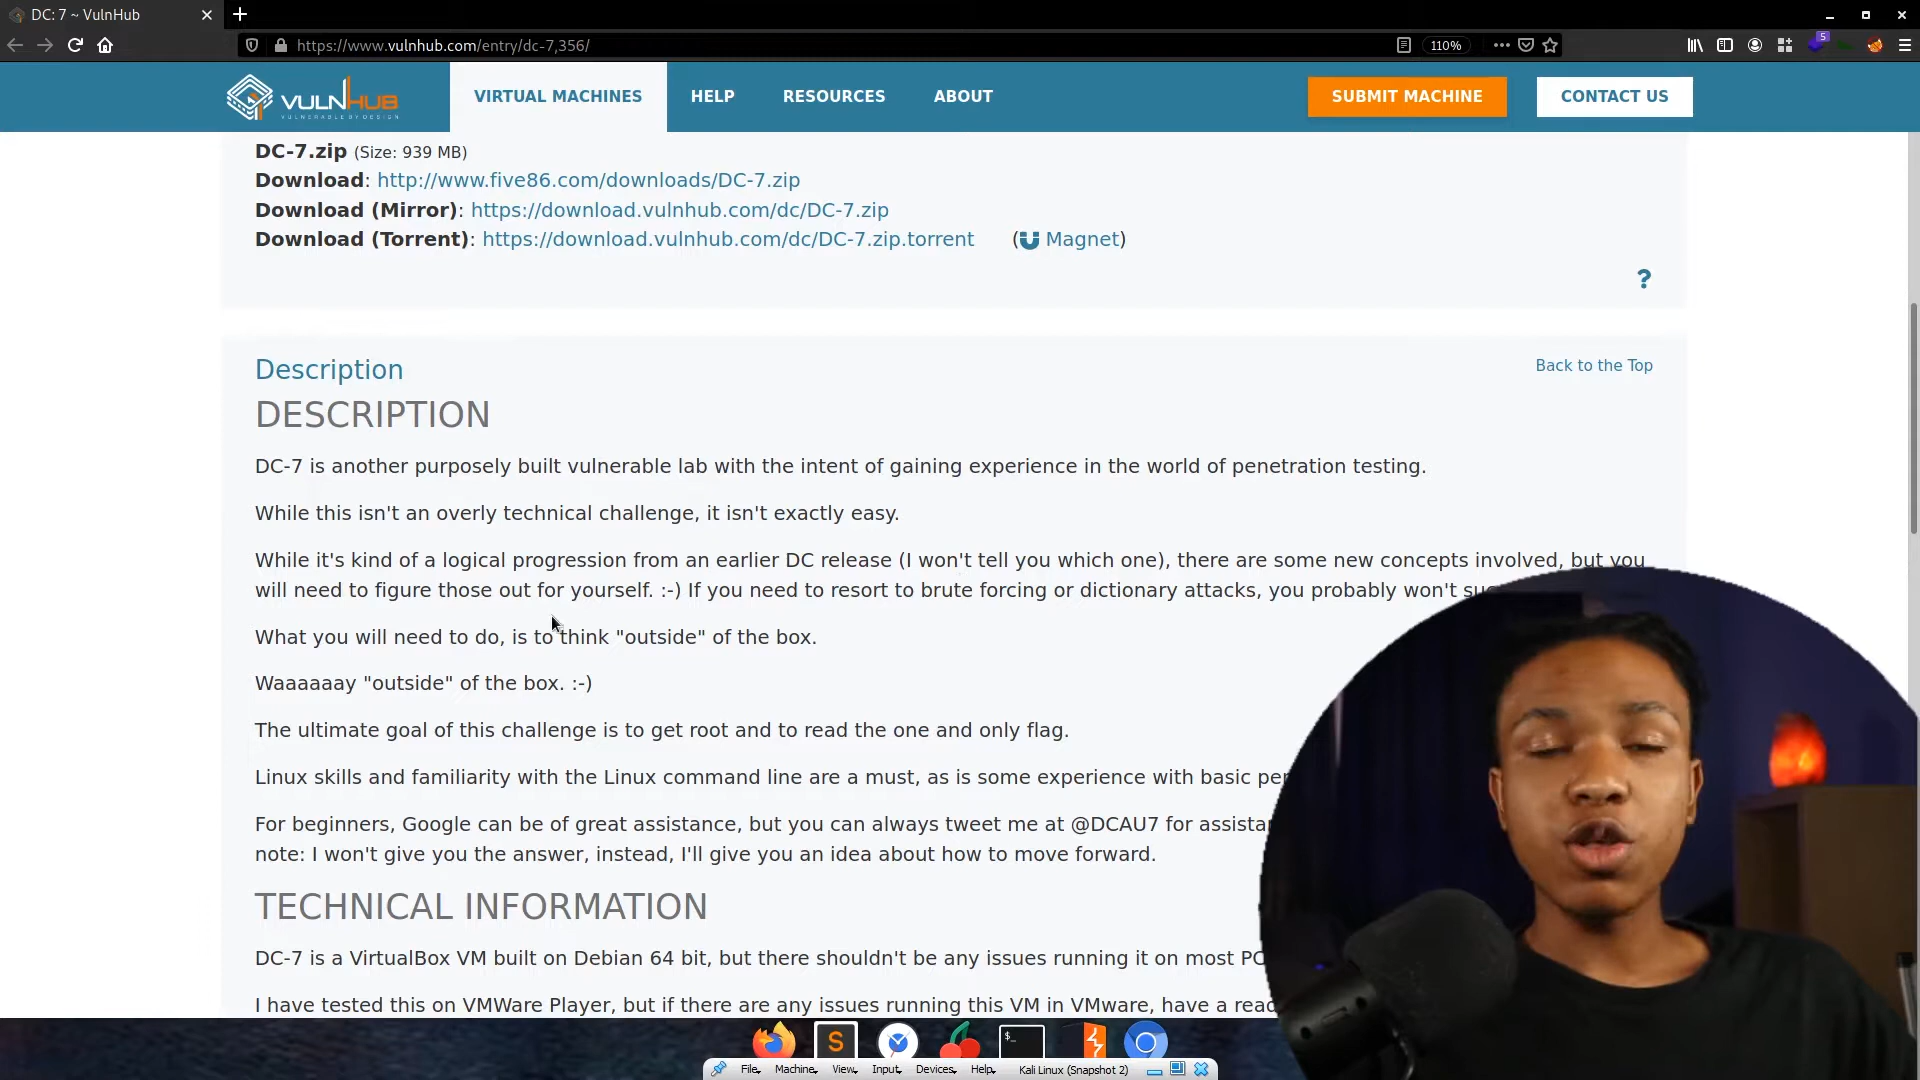 DC: 7 ~ VulnHub
https://www.vulnhub.com/entry/dc-7,356/
110%
5
VULNHUB
VULNERABLE BY DESIGN
VIRTUAL MACHINES
HELP
RESOURCES
ABOUT
SUBMIT MACHINE
CONTACT US
DC-7.zip (Size: 939 MB)
Download: http://www.five86.com/downloads/DC-7.zip
Download (Mirror): https://download.vulnhub.com/dc/DC-7.zip
Download (Torrent): https://download.vulnhub.com/dc/DC-7.zip.torrent ( Magnet)
?
Description
Back to the Top
DESCRIPTION
DC-7 is another purposely built vulnerable lab with the intent of gaining experience in the world of penetration testing.
While this isn't an overly technical challenge, it isn't exactly easy.
While it's kind of a logical progression from an earlier DC release (I won't tell you which one), there are some new concepts involved, but you
will need to figure those out for yourself. :-) If you need to resort to brute forcing or dictionary attacks, you probably won't
What you will need to do, is to think "outside" of the box.
Waaaaaay "outside" of the box. :-)
The ultimate goal of this challenge is to get root and to read the one and only flag.
Linux skills and familiarity with the Linux command line are a must, as is some experience with basic
For beginners, Google can be of great assistance, but you can always tweet me at @DCAU7 for
note: I won't give you the answer, instead, I'll give you an idea about how to move forward.
TECHNICAL INFORMATION
DC-7 is a VirtualBox VM built on Debian 64 bit, but there shouldn't be any issues running it on most
I have tested this on VMWare Player, but if there are any issues running this VM in VMware, have a
S
$_
File Machine View Input Devices Help Kali Linux (Snapshot 2)